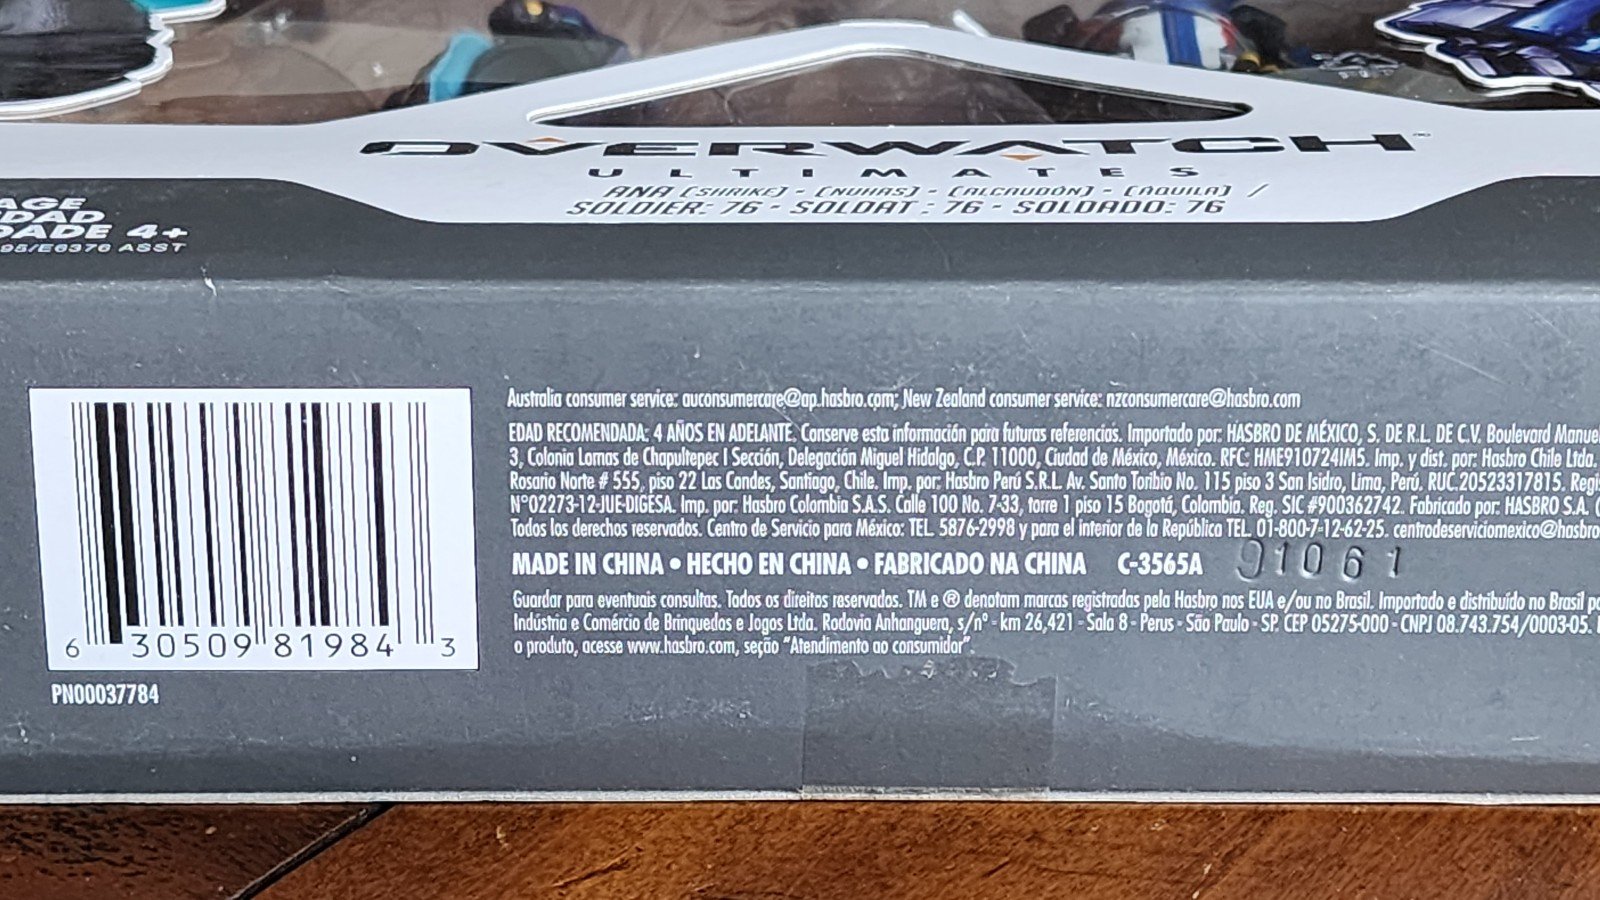 OVERWATCH™
ULTIMATES
ANA (SHRIKE) - (NUHAS) - (ALCAUDÓN) - (ÁQUILA) /
SOLDIER: 76 - SOLDAT : 76 - SOLDADO: 76
AGE
EDAD
DADE 4+
95/E6376 ASST
6 30509 81984 3
PN00037784
Australia consumer service: auconsumercare@ap.hasbro.com; New Zealand consumer service: nzconsumercare@hasbro.com
EDAD RECOMENDADA: 4 AÑOS EN ADELANTE. Conserve esta información para futuras referencias. Importado por: HASBRO DE MÉXICO, S. DE R.L. DE C.V. Boulevard Manuel
3, Colonia Lomas de Chapultepec I Sección, Delegación Miguel Hidalgo, C.P. 11000, Ciudad de México, México. RFC: HME910724IM5. Imp. y dist. por: Hasbro Chile Ltda.
Rosario Norte # 555, piso 22 Las Condes, Santiago, Chile. Imp. por: Hasbro Perú S.R.L. Av. Santo Toribio No. 115 piso 3 San Isidro, Lima, Perú. RUC.20523317815. Regis
N°02273-12-JUE-DIGESA. Imp. por: Hasbro Colombia S.A.S. Calle 100 No. 7-33, torre 1 piso 15 Bogotá, Colombia. Reg. SIC #900362742. Fabricado por: HASBRO S.A. (
Todos los derechos reservados. Centro de Servicio para México: TEL. 5876-2998 y para el interior de la República TEL. 01-800-7-12-62-25. centrodeserviciomexico@hasbro
MADE IN CHINA • HECHO EN CHINA • FABRICADO NA CHINA C-3565A 91061
Guardar para eventuais consultas. Todos os direitos reservados. TM e ® denotam marcas registradas pela Hasbro nos EUA e/ou no Brasil. Importado e distribuído no Brasil po
Indústria e Comércio de Brinquedos e Jogos Ltda. Rodovia Anhanguera, s/nº - km 26,421 - Sala 8 - Perus - São Paulo - SP. CEP 05275-000 - CNPJ 08.743.754/0003-05.
o produto, acesse www.hasbro.com, seção "Atendimento ao consumidor".